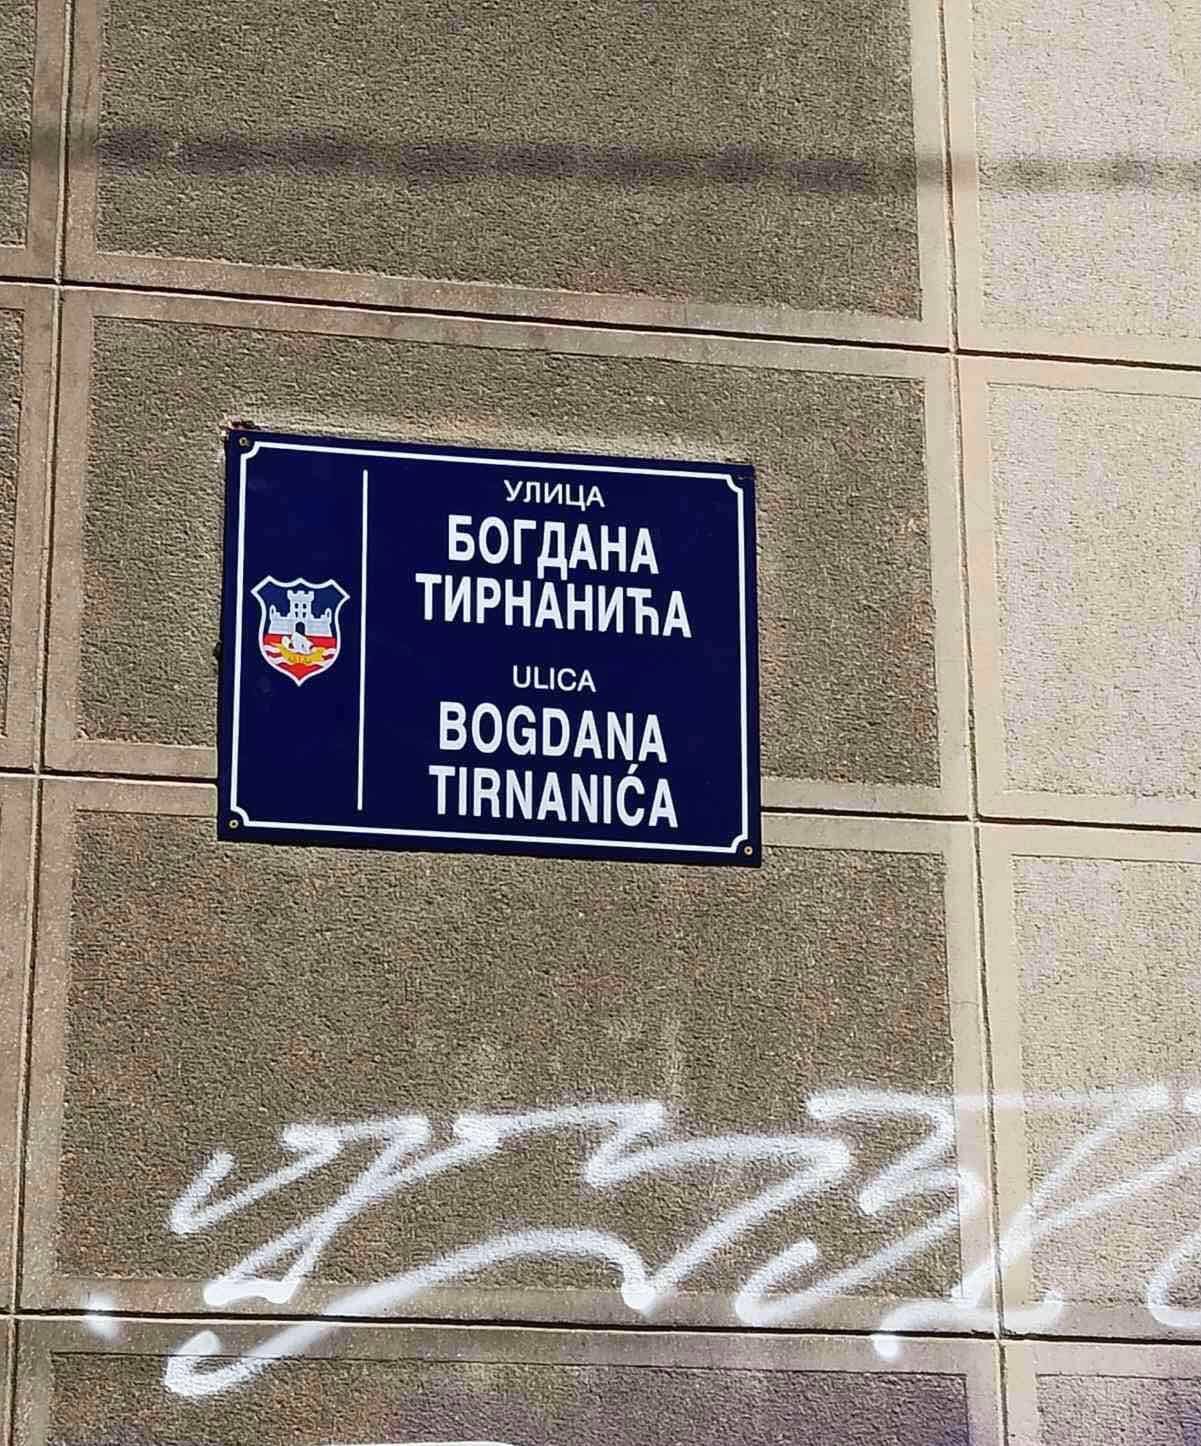 УЛИЦА
БОГДАНА
ТИРНАНИЋА
ULICA
BOGDANA
TIRNANIĆA